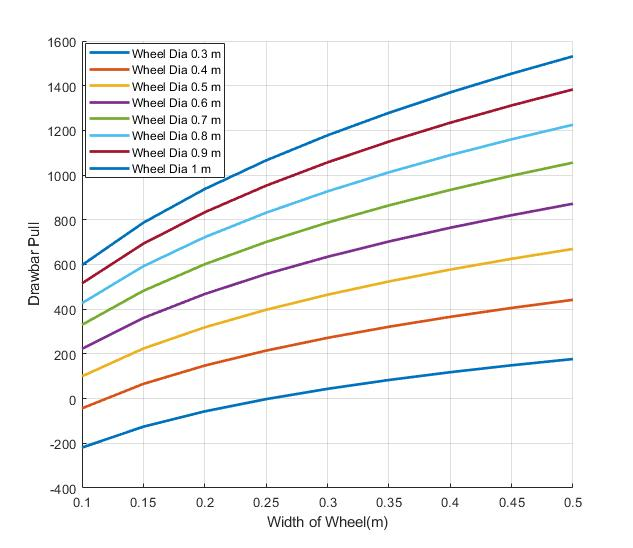 1600
1400
1200
1000
800
600
400
200
0
-200
-400
Drawbar Pull
Wheel Dia 0.3 m
Wheel Dia 0.4 m
Wheel Dia 0.5 m
Wheel Dia 0.6 m
Wheel Dia 0.7 m
Wheel Dia 0.8 m
Wheel Dia 0.9 m
Wheel Dia 1 m
0.1 0.15 0.2 0.25 0.3 0.35 0.4 0.45 0.5
Width of Wheel(m)